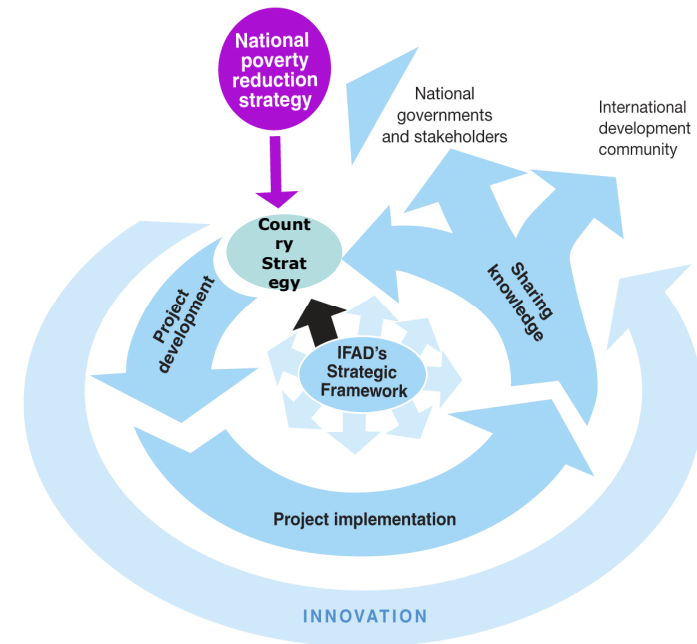 National
poverty
reduction
strategy
National
governments
and stakeholders
International
development
community
Count
ry
Strat
egy
Project
development
Sharing
knowledge
IFAD's
Strategic
Framework
Project implementation
INNOVATION